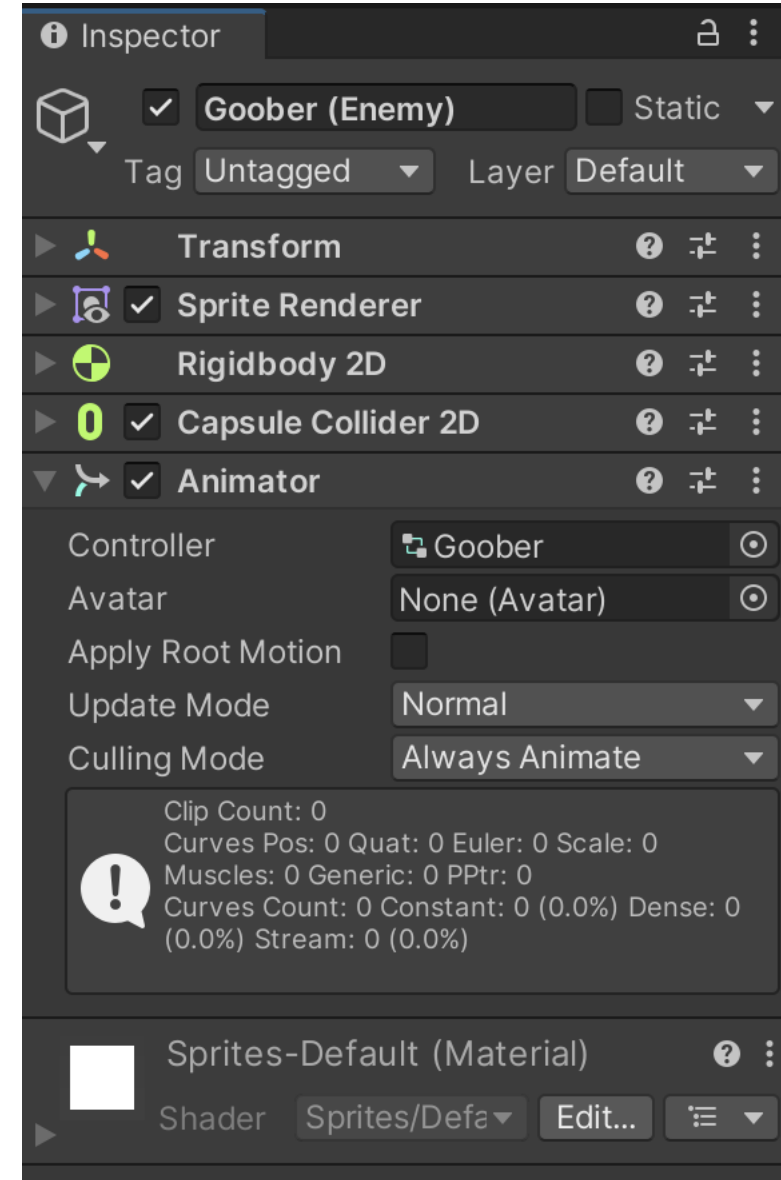 Inspector
Goober (Enemy) Static
Tag Untagged Layer Default
Transform
Sprite Renderer
Rigidbody 2D
Capsule Collider 2D
Animator
Controller Goober
Avatar None (Avatar)
Apply Root Motion
Update Mode Normal
Culling Mode Always Animate
Clip Count: 0
Curves Pos: 0 Quat: 0 Euler: 0 Scale: 0
Muscles: 0 Generic: 0 PPtr: 0
Curves Count: 0 Constant: 0 (0.0%) Dense: 0
(0.0%) Stream: 0 (0.0%)
Sprites-Default (Material)
Shader Sprites/Defa Edit...